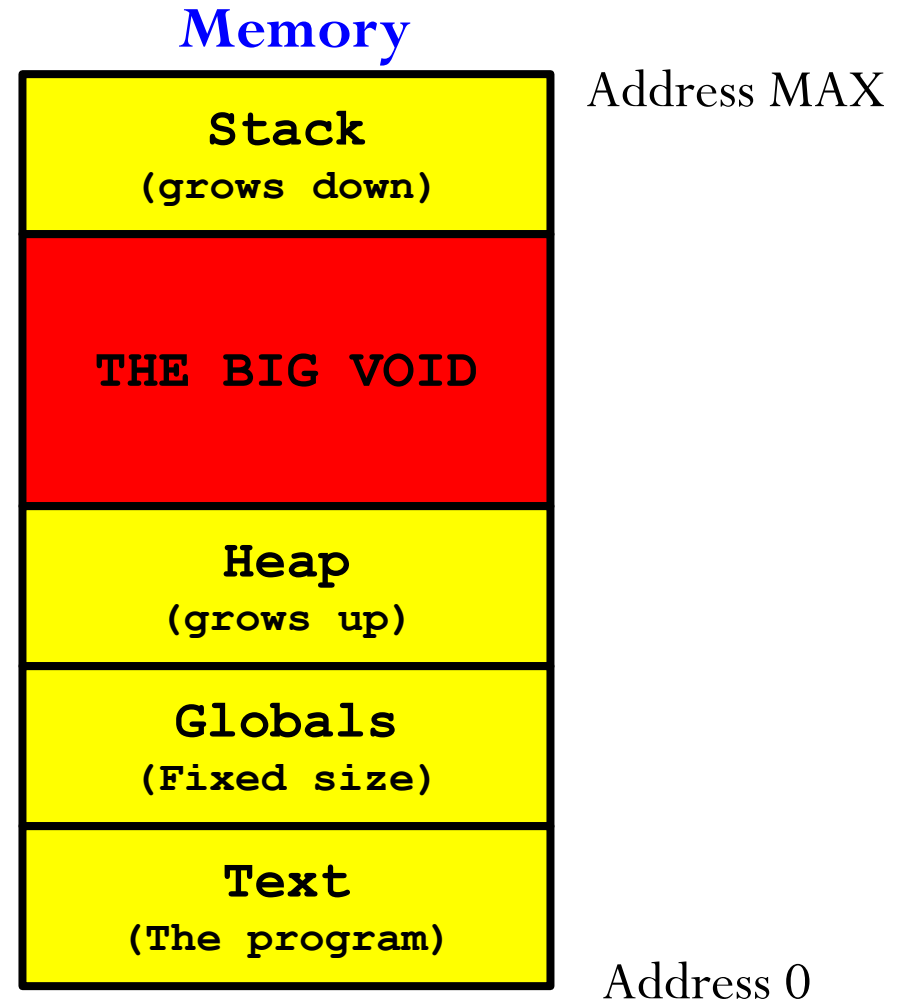 Memory
Address MAX
Stack
(grows down)
THE BIG VOID
Heap
(grows up)
Globals
(Fixed size)
Text
(The program)
Address 0